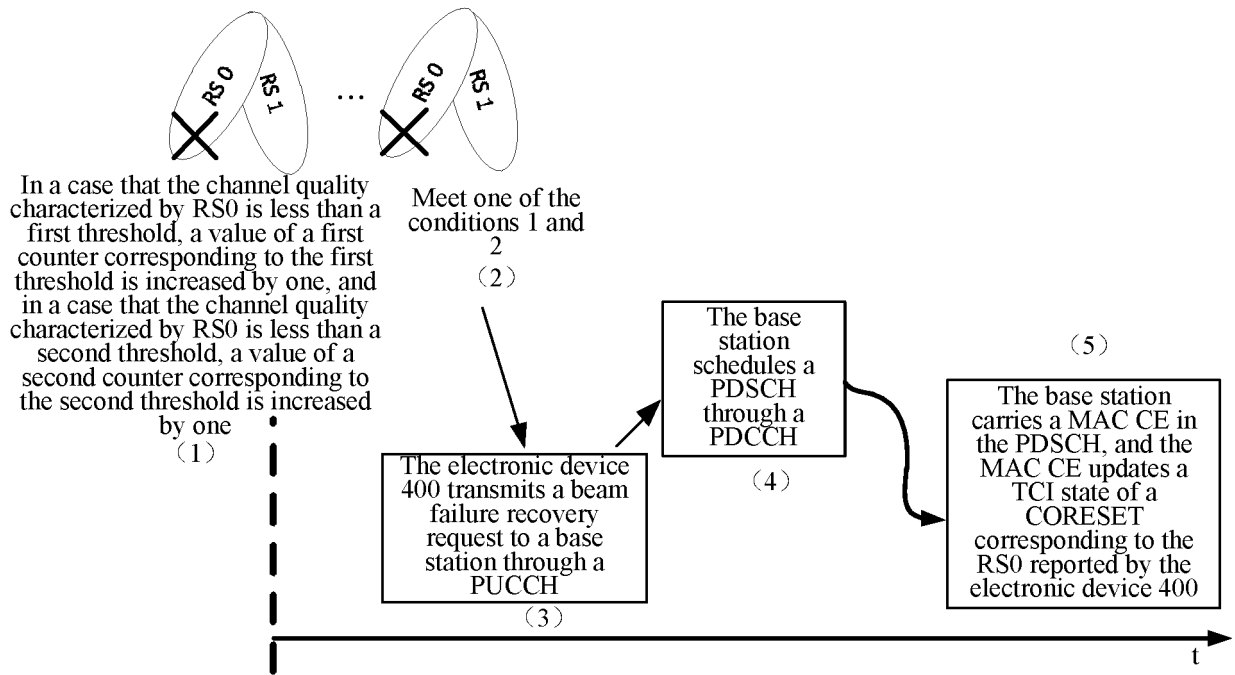 RS 0
RS 1
...
RS 0
RS 1
In a case that the channel quality
characterized by RS0 is less than a
first threshold, a value of a first
counter corresponding to the first
threshold is increased by one, and
in a case that the channel quality
characterized by RS0 is less than a
second threshold, a value of a
second counter corresponding to
the second threshold is increased
by one
（1）
Meet one of the
conditions 1 and
2
（2）
The electronic device
400 transmits a beam
failure recovery
request to a base
station through a
PUCCH
（3）
The base
station
schedules a
PDSCH
through a
PDCCH
（4）
（5）
The base station
carries a MAC CE in
the PDSCH, and the
MAC CE updates a
TCI state of a
CORESET
corresponding to the
RS0 reported by the
electronic device 400
t